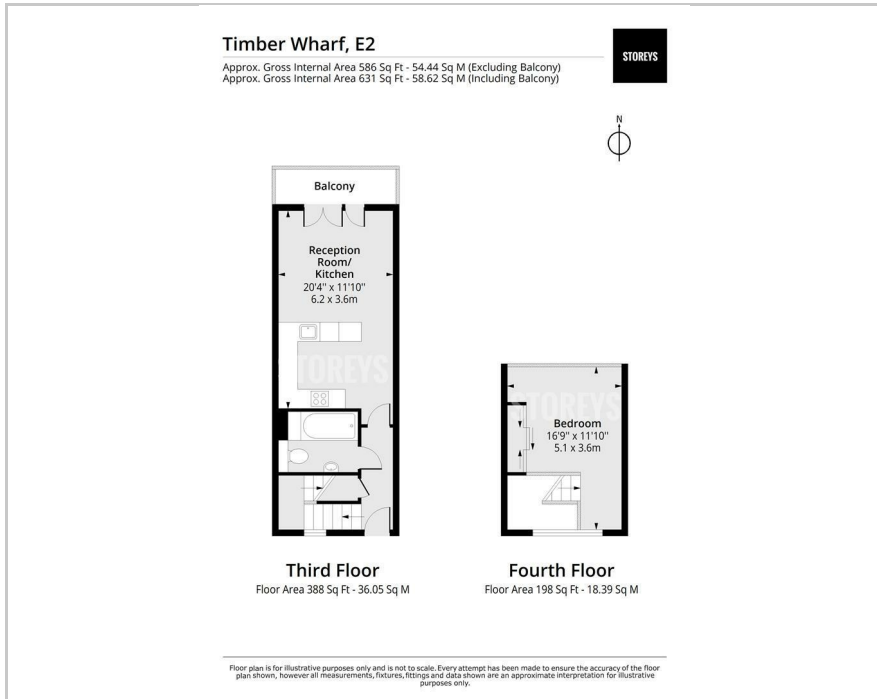 Timber Wharf, E2
Approx. Gross Internal Area 586 Sq Ft - 54.44 Sq M (Excluding Balcony)
Approx. Gross Internal Area 631 Sq Ft - 58.62 Sq M (Including Balcony)
STOREYS
N
Balcony
Reception
Room/
Kitchen
20'4" x 11'10"
6.2 x 3.6m
STOREYS
STOREYS
Bedroom
16'9" x 11'10"
5.1 x 3.6m
Third Floor
Floor Area 388 Sq Ft - 36.05 Sq M
Fourth Floor
Floor Area 198 Sq Ft - 18.39 Sq M
Floor plan is for illustrative purposes only and is not to scale. Every attempt has been made to ensure the accuracy of the floor
plan shown, however all measurements, fixtures, fittings and data shown are an approximate interpretation for illustrative
purposes only.